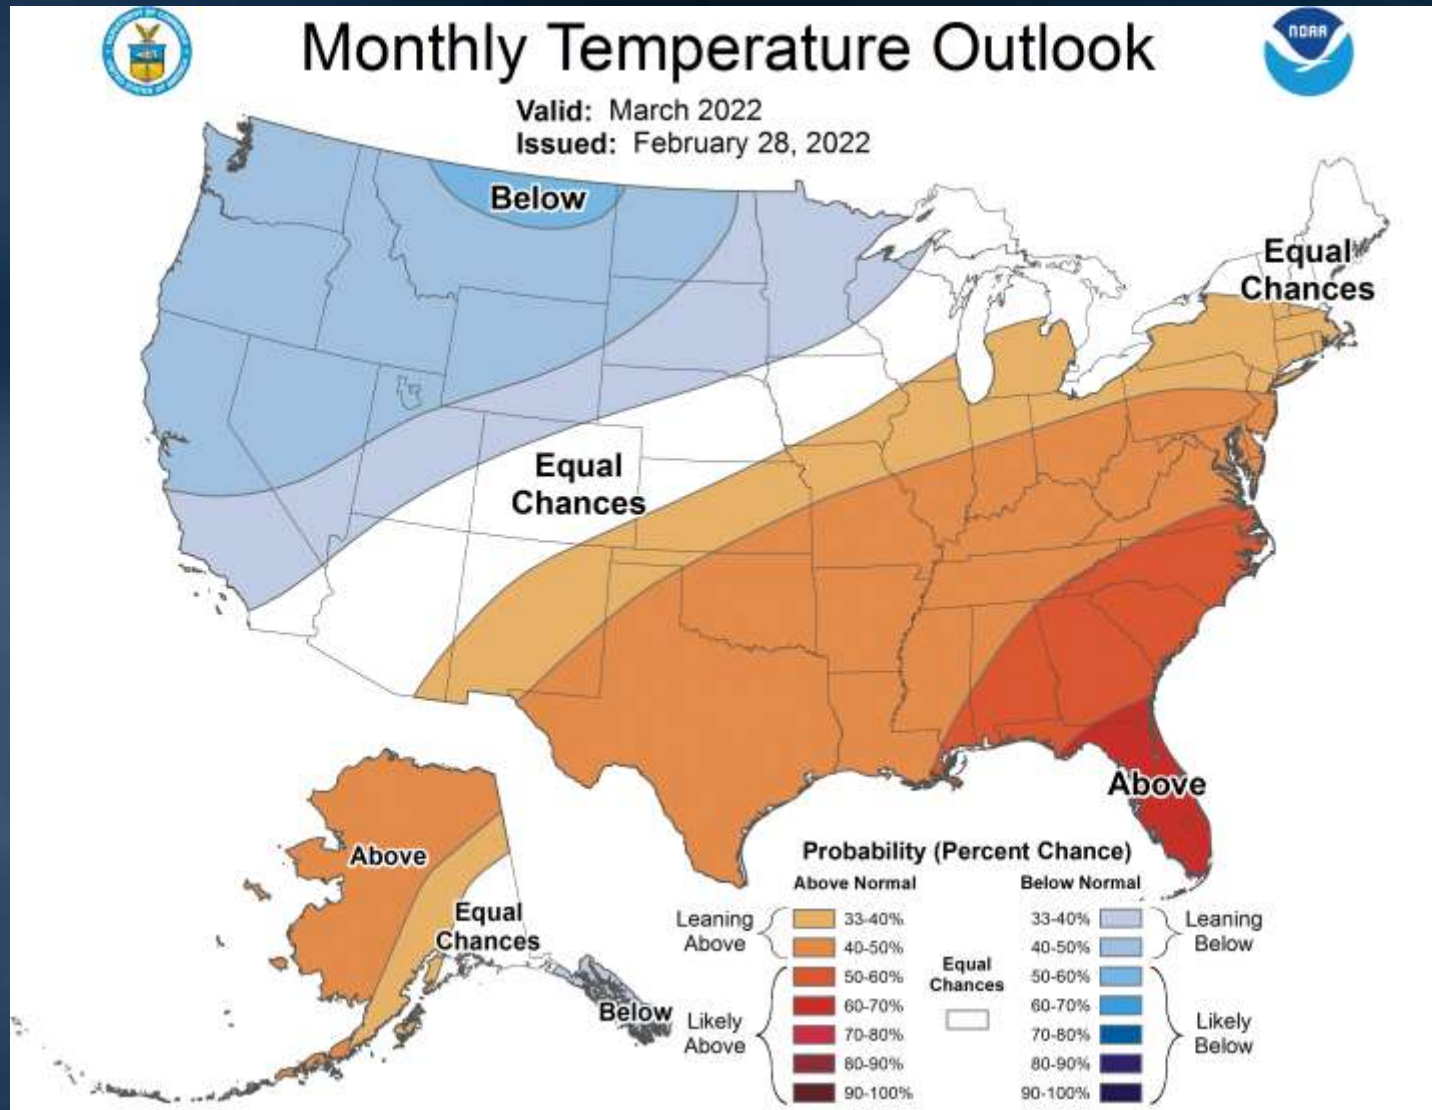 Monthly Temperature Outlook
NOAA
Valid: March 2022
Issued: February 28, 2022
Below
Equal
Chances
Equal
Chances
Above
Above
Equal
Chances
Below
Probability (Percent Chance)
Above Normal
Below Normal
Leaning
Above
33-40%
40-50%
50-60%
60-70%
70-80%
80-90%
90-100%
Likely
Above
Equal
Chances
33-40%
40-50%
50-60%
60-70%
70-80%
80-90%
90-100%
Leaning
Below
Likely
Below